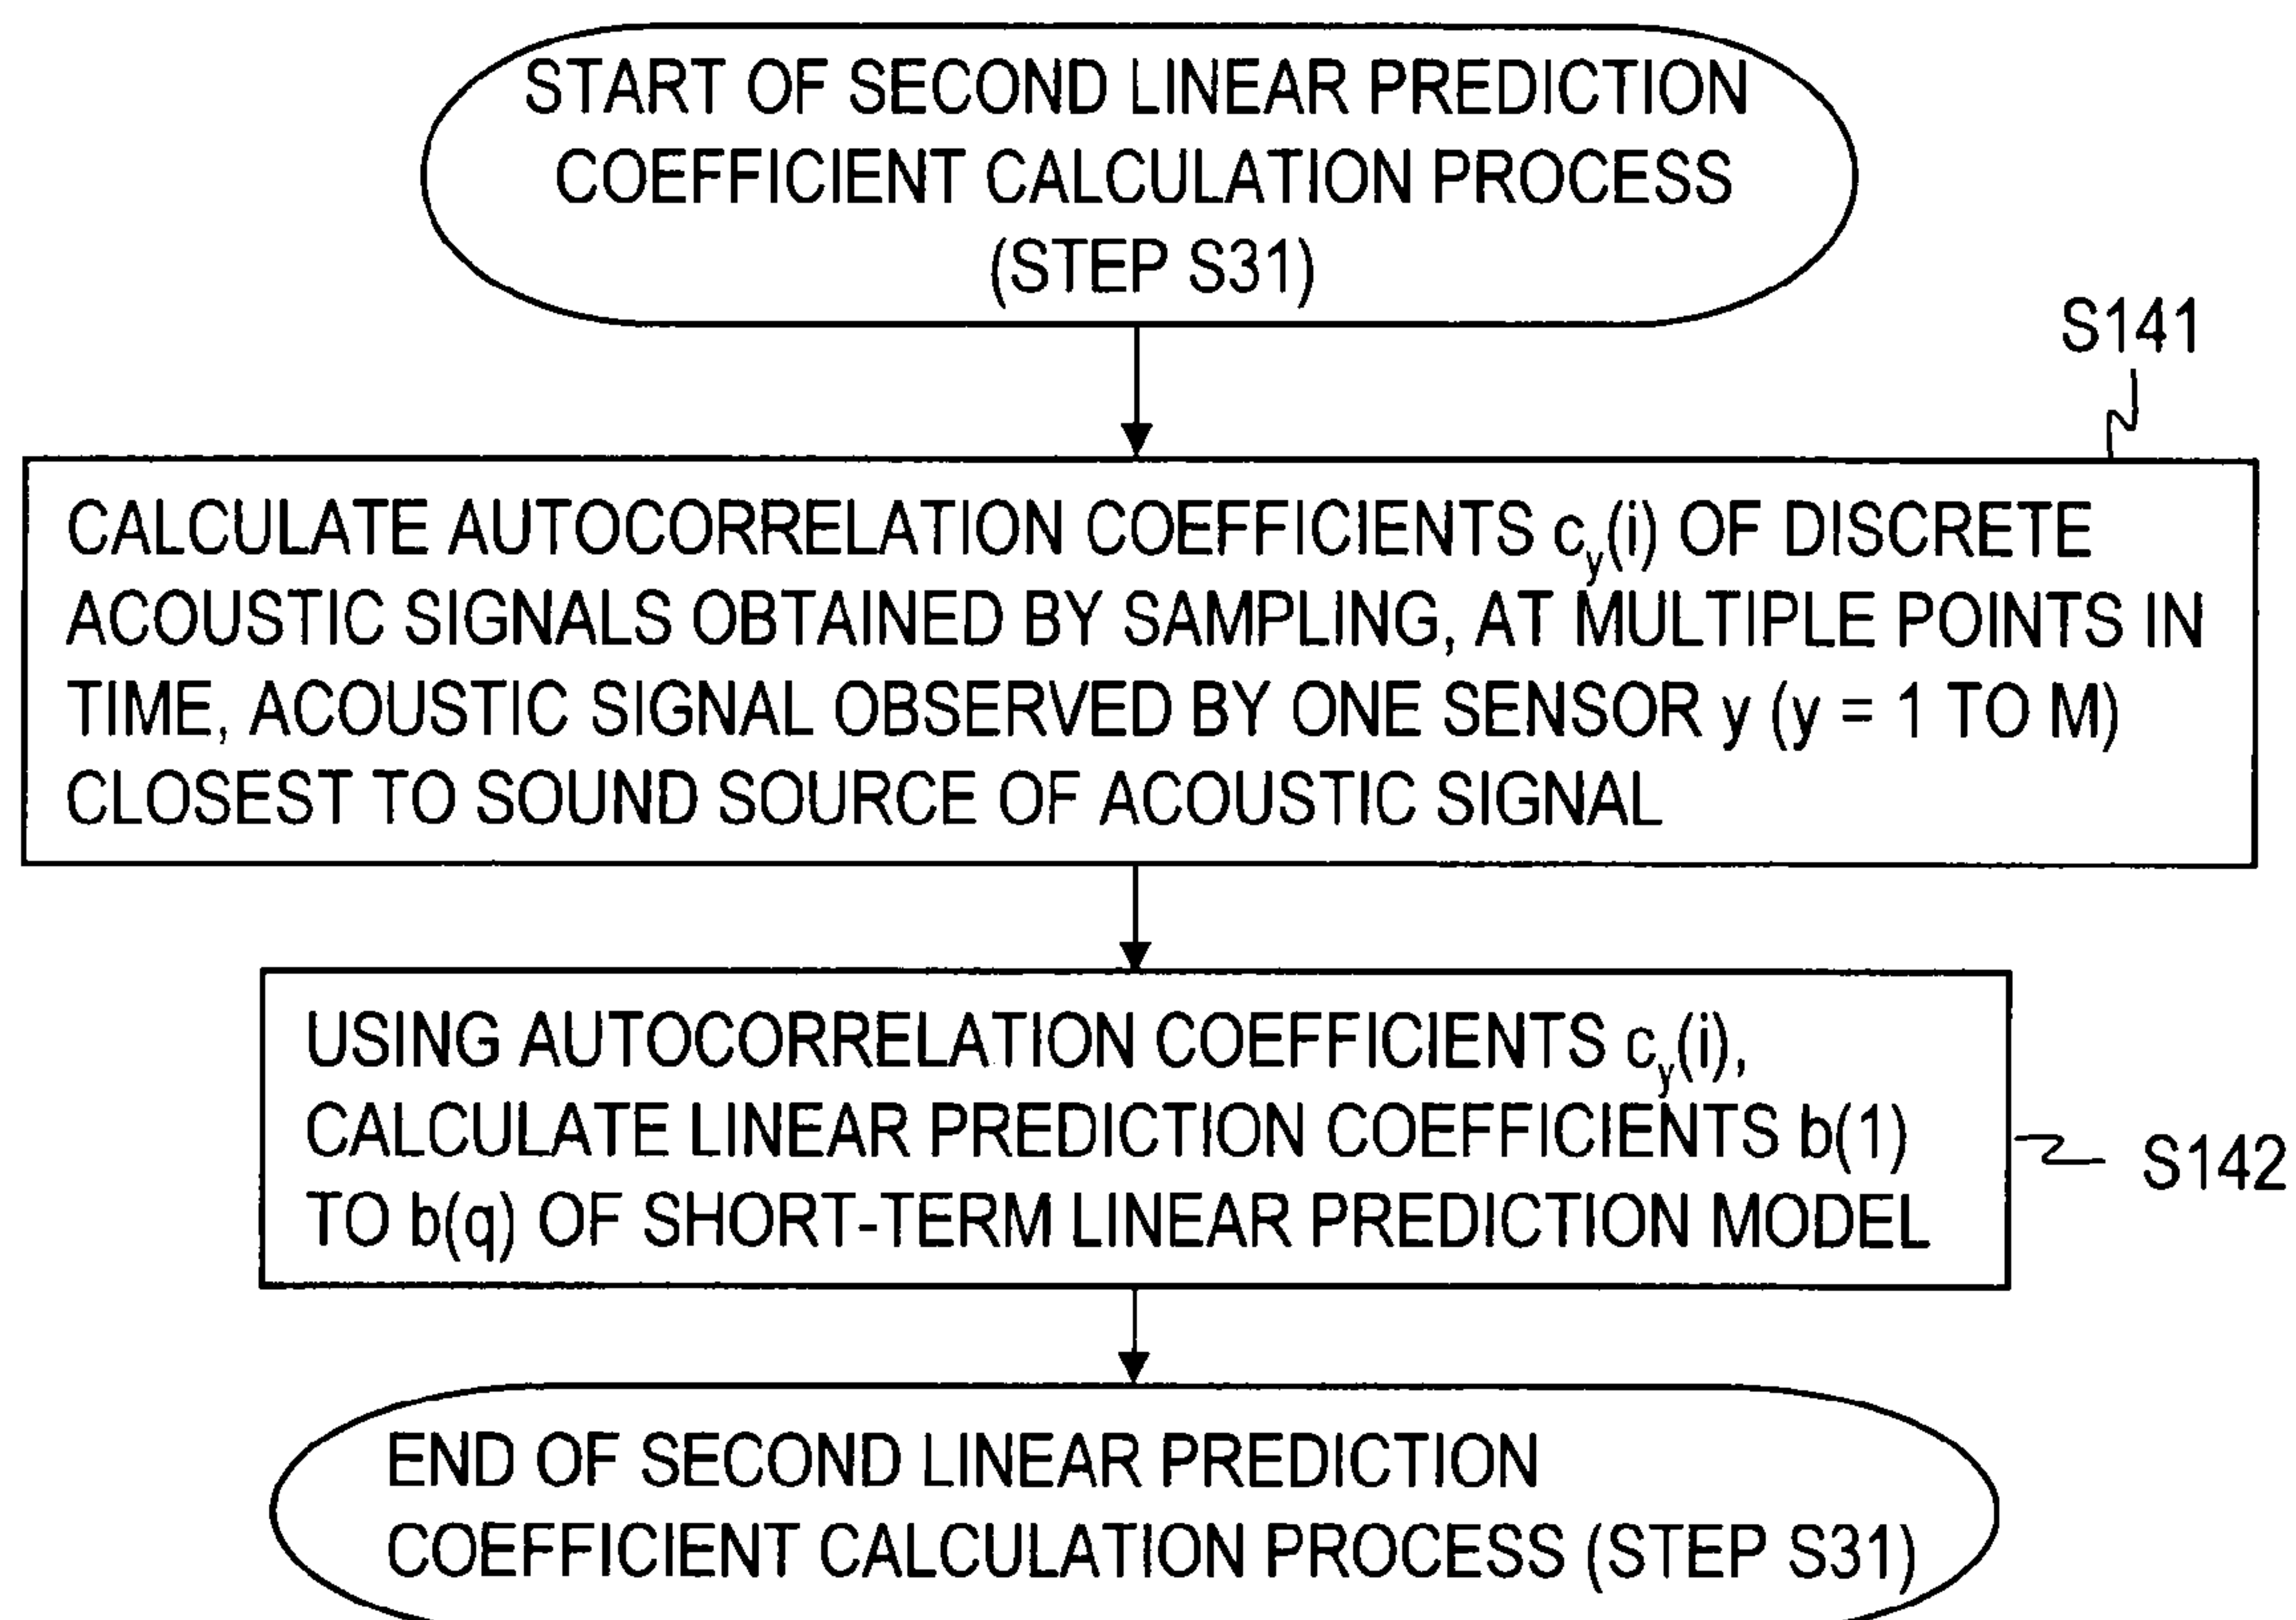 START OF SECOND LINEAR PREDICTION
COEFFICIENT CALCULATION PROCESS
(STEP S31)
S141
CALCULATE AUTOCORRELATION COEFFICIENTS c_y(i) OF DISCRETE
ACOUSTIC SIGNALS OBTAINED BY SAMPLING, AT MULTIPLE POINTS IN
TIME, ACOUSTIC SIGNAL OBSERVED BY ONE SENSOR y (y = 1 TO M)
CLOSEST TO SOUND SOURCE OF ACOUSTIC SIGNAL
USING AUTOCORRELATION COEFFICIENTS c_y(i),
CALCULATE LINEAR PREDICTION COEFFICIENTS b(1)
TO b(q) OF SHORT-TERM LINEAR PREDICTION MODEL
S142
END OF SECOND LINEAR PREDICTION
COEFFICIENT CALCULATION PROCESS (STEP S31)